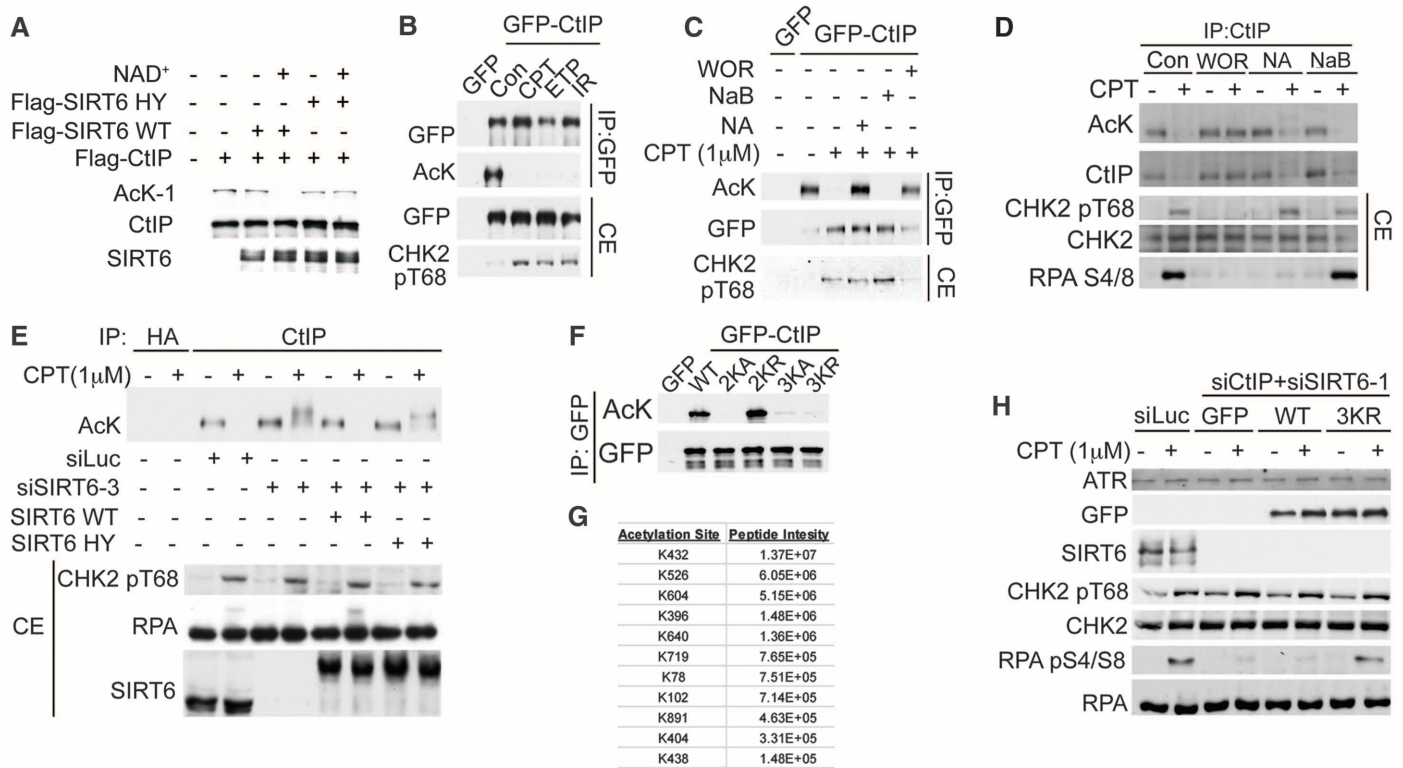 A
NAD+ - - - + - +
Flag-SIRT6 HY - - - - + +
Flag-SIRT6 WT - - + + - -
Flag-CtIP - + + + + +
AcK-1
CtIP
SIRT6
B
GFP-CtIP
GFP Con CPT ETP IR
GFP
AcK
IP:GFP
GFP
CHK2
pT68
CE
C
GFP GFP-CtIP
WOR - - - - - +
NaB - - - - + -
NA - - - + - -
CPT (1μM) - - + + + +
AcK
GFP
IP:GFP
CHK2
pT68
CE
D
IP:CtIP
Con WOR NA NaB
CPT - + - + - + - +
AcK
CtIP
CHK2 pT68
CHK2
RPA S4/8
CE
E
IP: HA CtIP
CPT(1μM) - + - + - + - + - +
AcK
siLuc - - + + - - - - - -
siSIRT6-3 - - - - + + + + + +
SIRT6 WT - - - - - - + + - -
SIRT6 HY - - - - - - - - + +
CHK2 pT68
RPA
SIRT6
CE
F
GFP-CtIP
GFP WT 2KA 2KR 3KA 3KR
AcK
GFP
IP: GFP
G
Acetylation Site Peptide Intesity
K432 1.37E+07
K526 6.05E+06
K604 5.15E+06
K396 1.48E+06
K640 1.36E+06
K719 7.65E+05
K78 7.51E+05
K102 7.14E+05
K891 4.63E+05
K404 3.31E+05
K438 1.48E+05
H
siCtIP+siSIRT6-1
siLuc GFP WT 3KR
CPT (1μM) - + - + - + - +
ATR
GFP
SIRT6
CHK2 pT68
CHK2
RPA pS4/S8
RPA